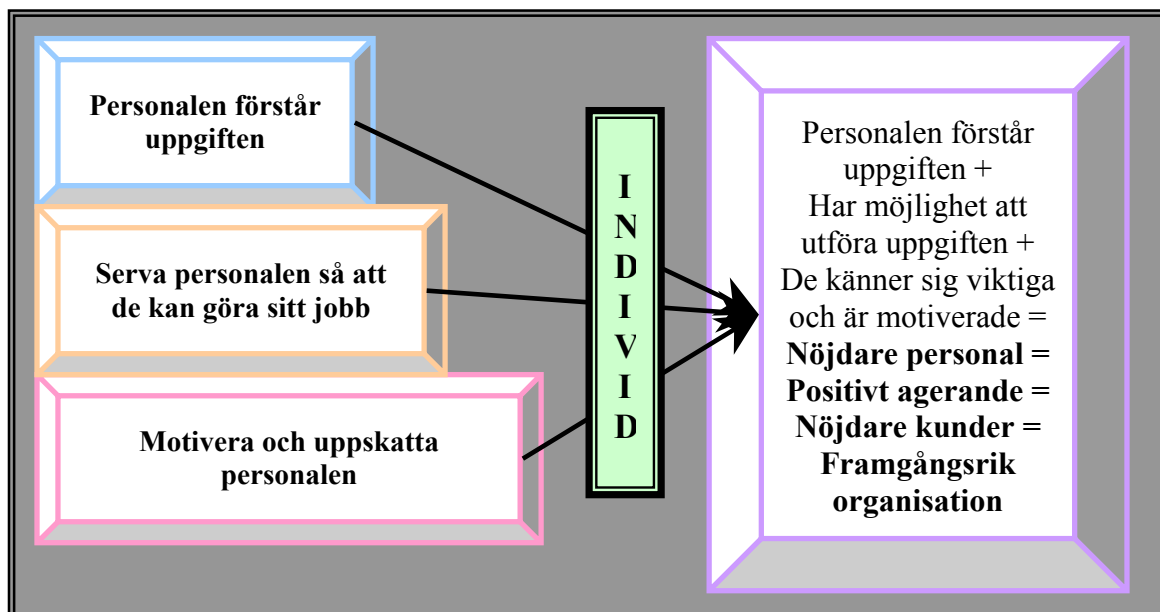 Personalen förstår
uppgiften
Serva personalen så att
de kan göra sitt jobb
Motivera och uppskatta
personalen
I
N
D
I
V
I
D
Personalen förstår
uppgiften +
Har möjlighet att
utföra uppgiften +
De känner sig viktiga
och är motiverade =
Nöjdare personal =
Positivt agerande =
Nöjdare kunder =
Framgångsrik
organisation